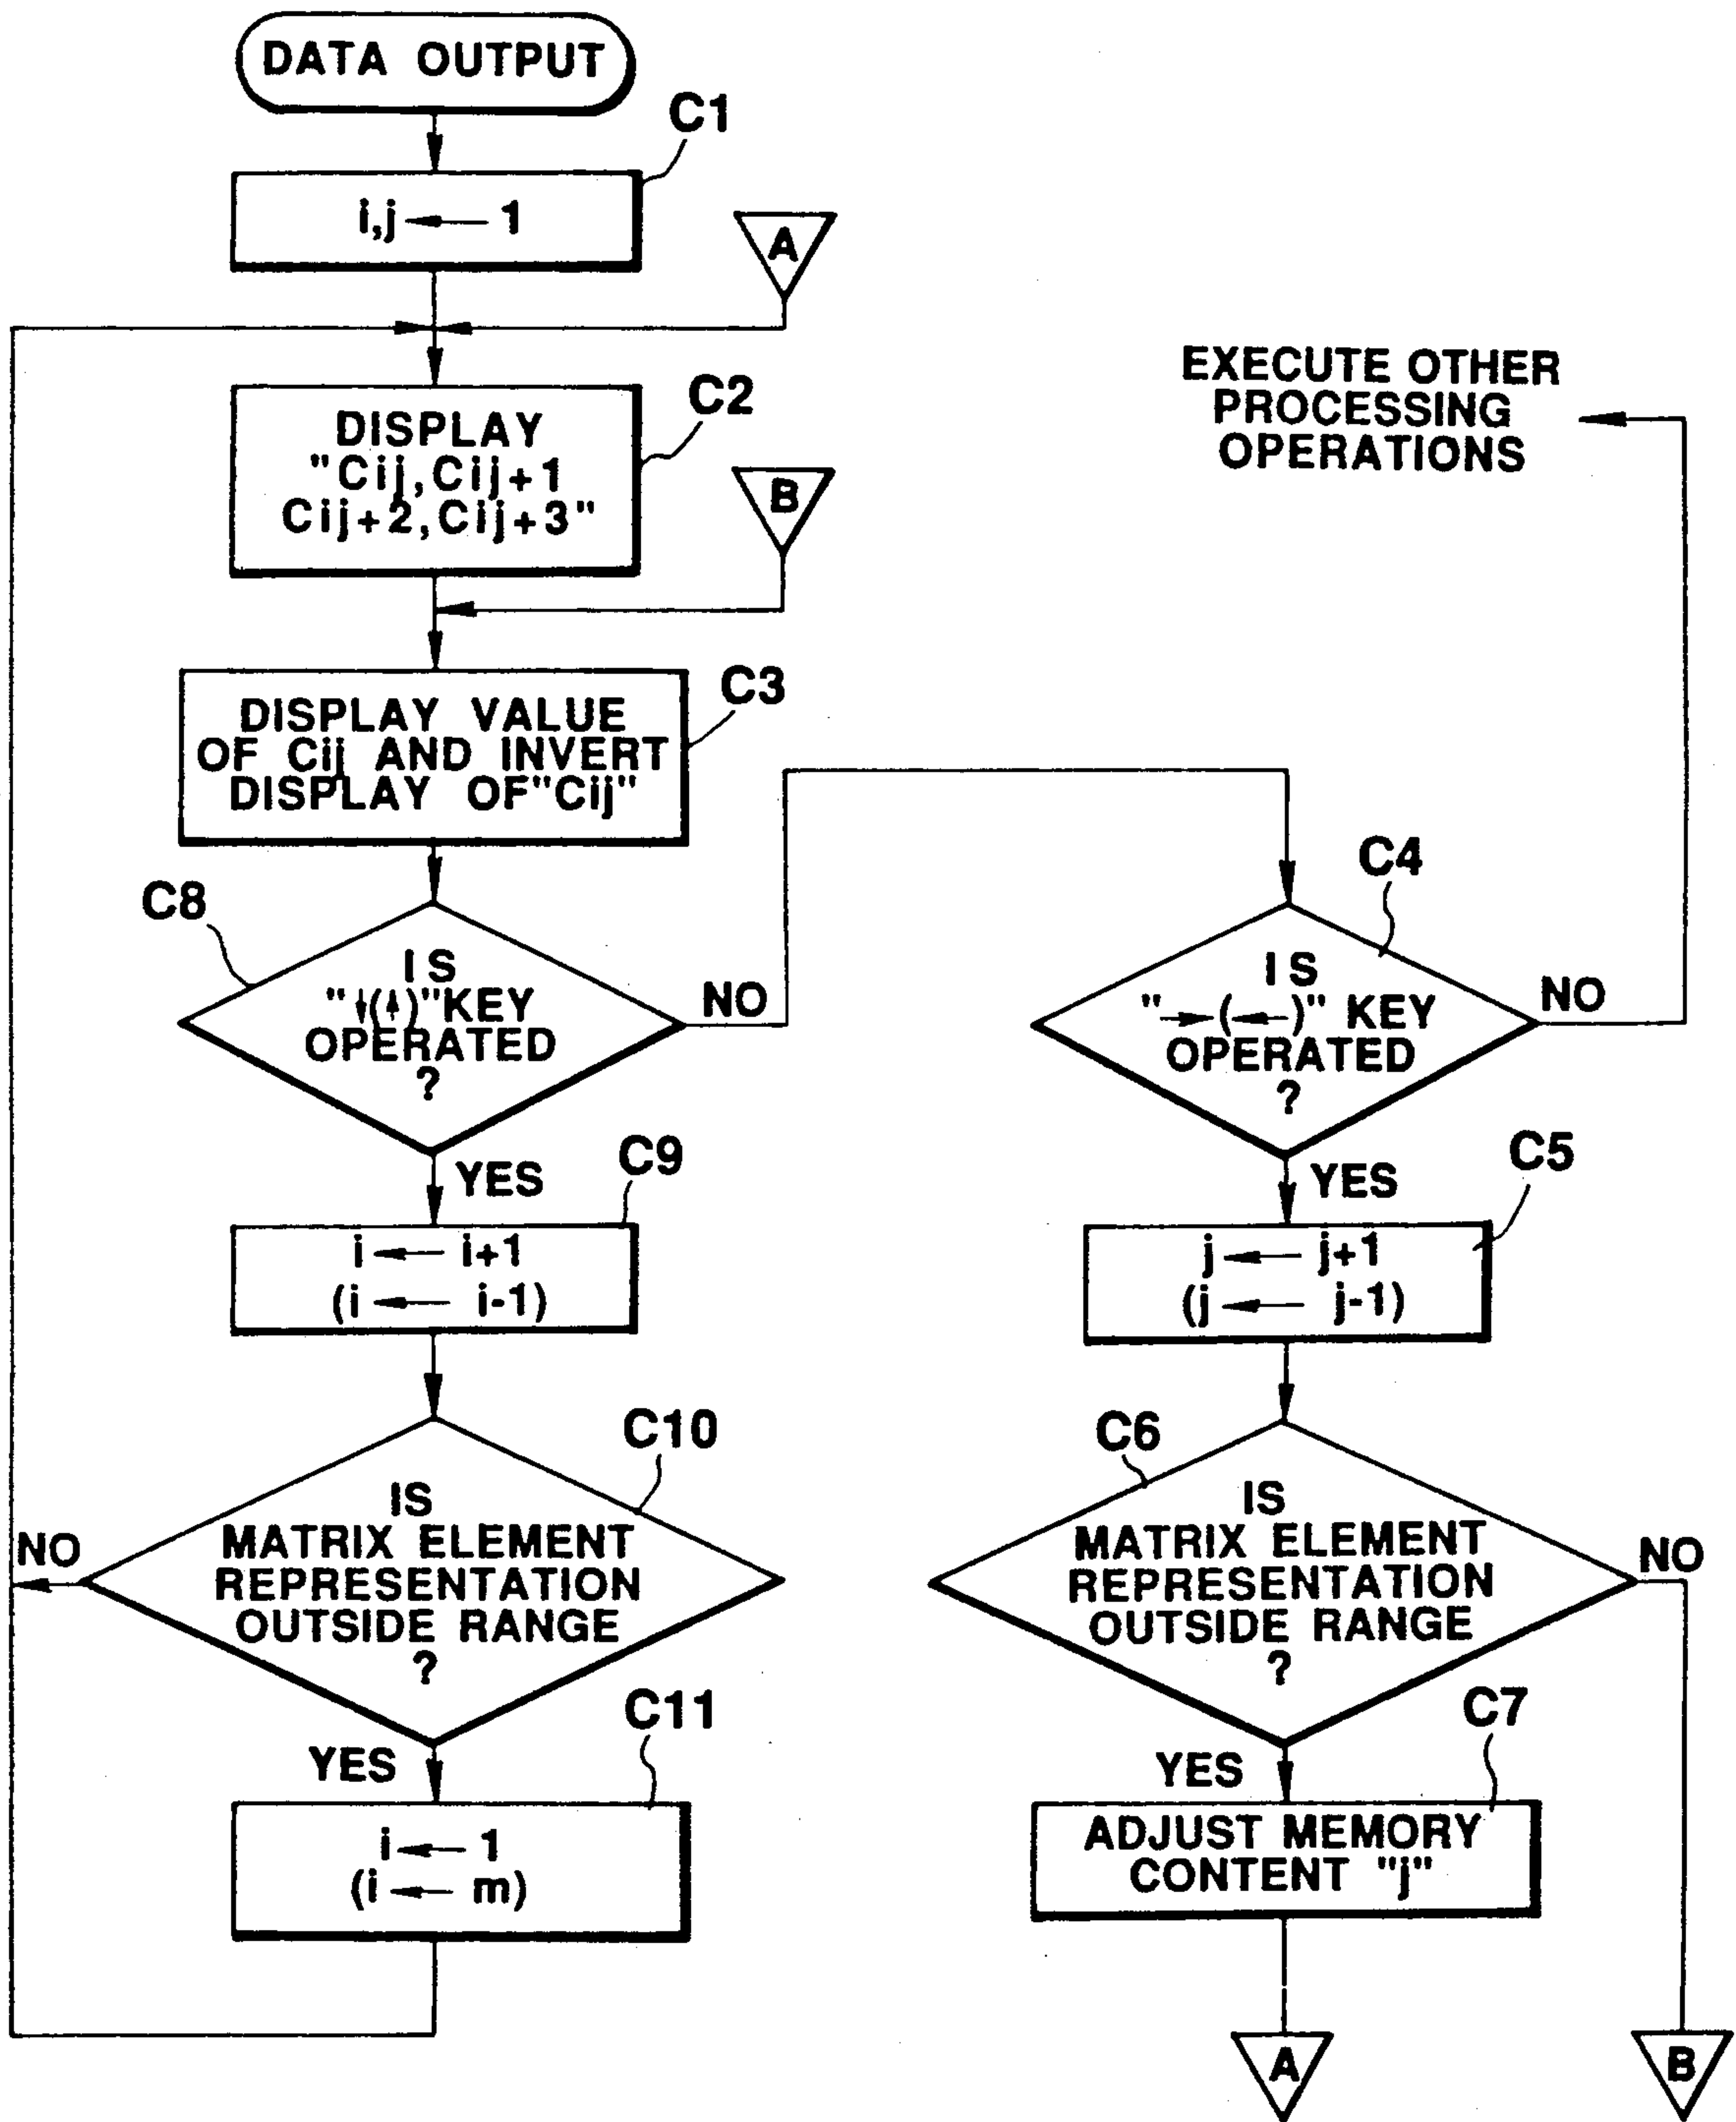 DATA OUTPUT
C1
i,j ← 1
A
C2
DISPLAY
"Cij,Cij+1
Cij+2,Cij+3"
B
EXECUTE OTHER
PROCESSING
OPERATIONS
C3
DISPLAY VALUE
OF Cij AND INVERT
DISPLAY OF"Cij"
C8
IS
"↓(↑)"KEY
OPERATED
?
NO
YES
C4
IS
"→(←)" KEY
OPERATED
?
NO
YES
C9
i ← i+1
(i ← i-1)
C5
j ← j+1
(j ← j-1)
C10
IS
MATRIX ELEMENT
REPRESENTATION
OUTSIDE RANGE
?
NO
YES
C6
IS
MATRIX ELEMENT
REPRESENTATION
OUTSIDE RANGE
?
NO
YES
C11
i ← 1
(i ← m)
C7
ADJUST MEMORY
CONTENT "j"
A
B